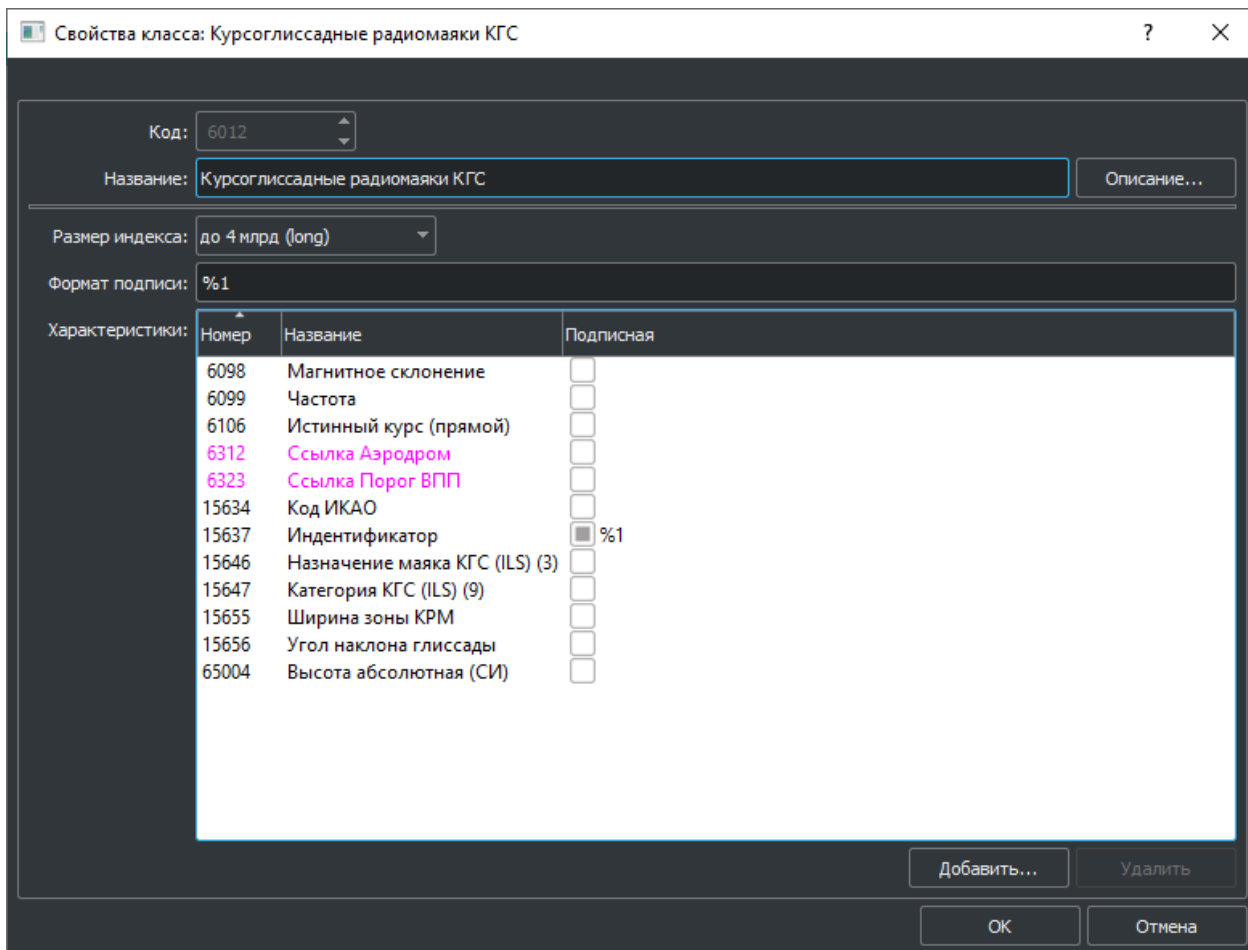 Свойства класса: Курсоглиссадные радиомаяки КГС ?
Код: 6012
Название: Курсоглиссадные радиомаяки КГС Описание...
Размер индекса: до 4 млрд (long)
Формат подписи: %1
Характеристики: Номер Название Подписная
6098 Магнитное склонение
6099 Частота
6106 Истинный курс (прямой)
6312 Ссылка Аэродром
6323 Ссылка Порог ВПП
15634 Код ИКАО
15637 Индентификатор %1
15646 Назначение маяка КГС (ILS) (3)
15647 Категория КГС (ILS) (9)
15655 Ширина зоны КРМ
15656 Угол наклона глиссады
65004 Высота абсолютная (СИ)
Добавить... Удалить
OK Отмена